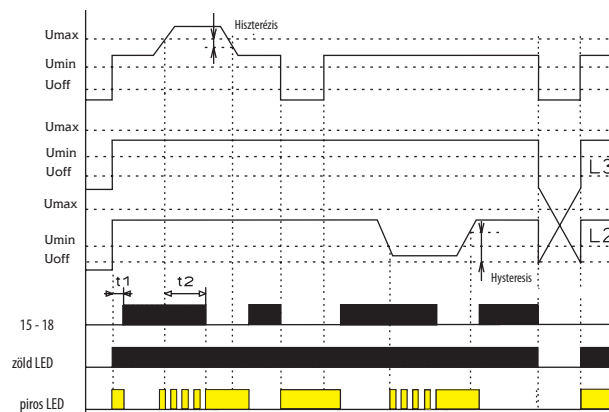 Hiszterézis
Umax
Umin
Uoff
Umax
Umin
Uoff
L3
Umax
Umin
L2
Uoff
Hysteresis
t1
t2
15 - 18
zöld LED
piros LED